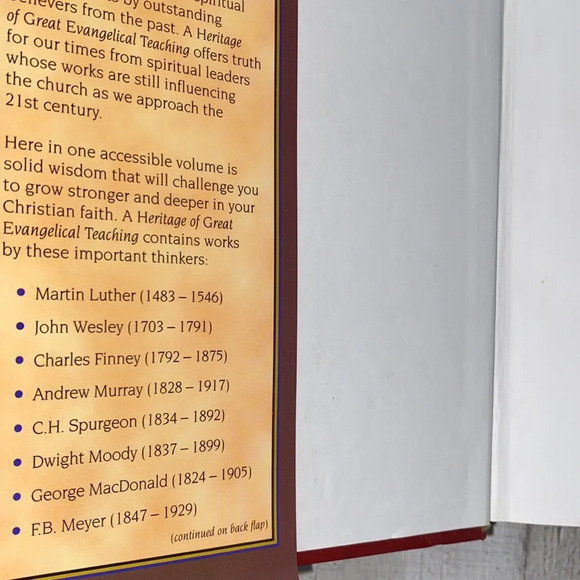 by outstanding
believers from the past. A Heritage
of Great Evangelical Teaching offers truth
for our times from spiritual leaders
whose works are still influencing
the church as we approach the
21st century.
Here in one accessible volume is
solid wisdom that will challenge you
to grow stronger and deeper in your
Christian faith. A Heritage of Great
Evangelical Teaching contains works
by these important thinkers:
• Martin Luther (1483 – 1546)
• John Wesley (1703 – 1791)
• Charles Finney (1792 – 1875)
• Andrew Murray (1828 – 1917)
• C.H. Spurgeon (1834 – 1892)
• Dwight Moody (1837 – 1899)
• George MacDonald (1824 – 1905)
• F.B. Meyer (1847 – 1929)
(continued on back flap)